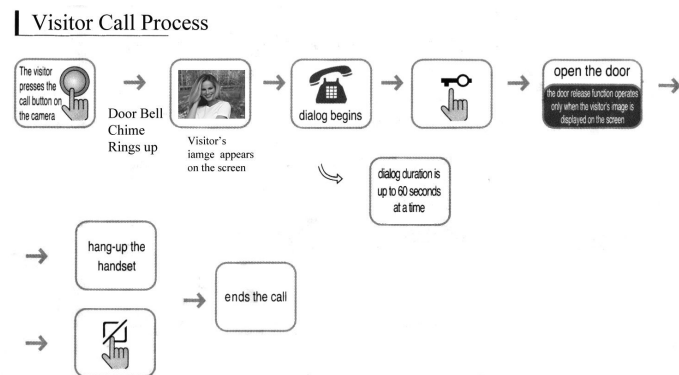 Visitor Call Process
The visitor
presses the
call button on
the camera
Door Bell
Chime
Rings up
Visitor's
iamge appears
on the screen
dialog begins
dialog duration is
up to 60 seconds
at a time
open the door
the door release function operates
only when the visitor's image is
displayed on the screen
hang-up the
handset
ends the call